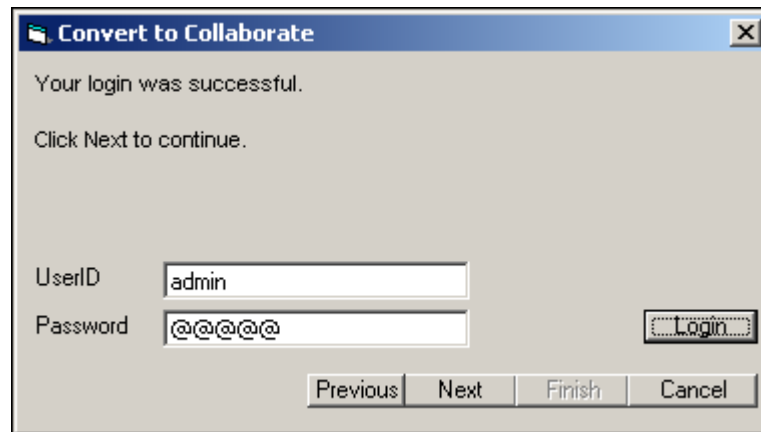 Convert to Collaborate
Your login was successful.
Click Next to continue.
UserID admin
Password @@@@@ Login
Previous Next Finish Cancel